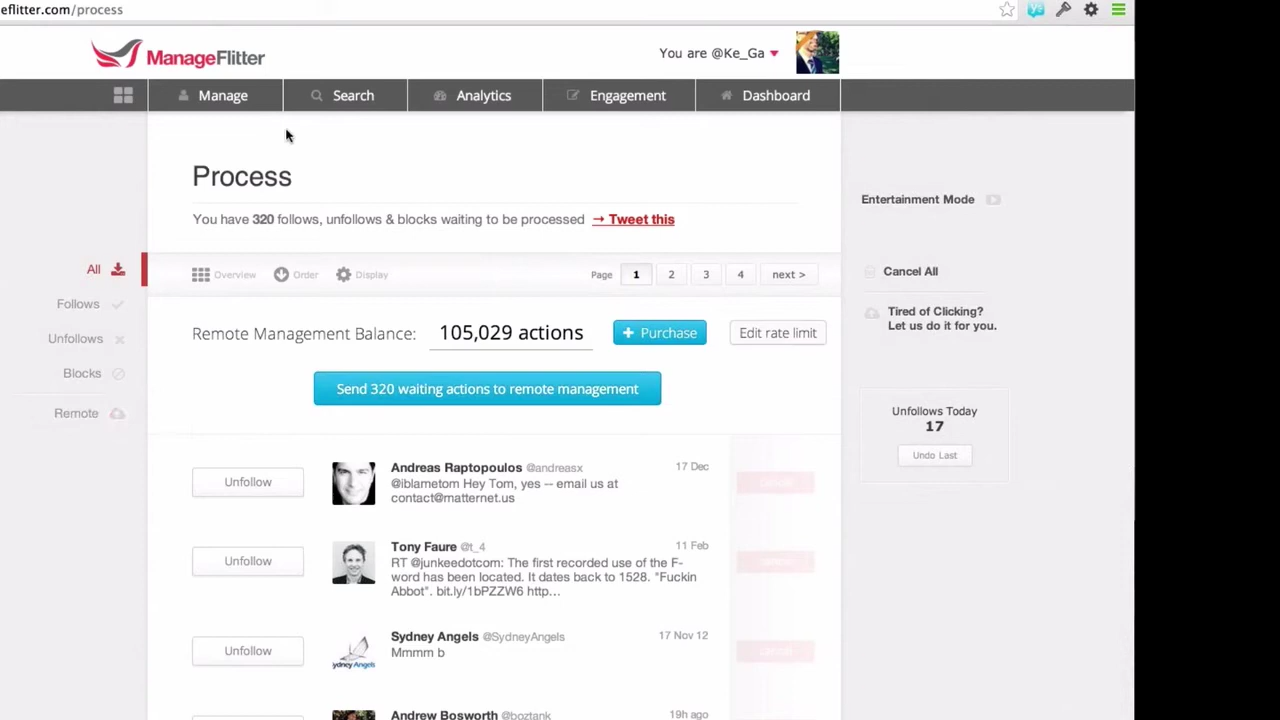 eflitter.com/process
ManageFlitter
You are @Ke_Ga
Manage
Search
Analytics
Engagement
Dashboard
Process
You have 320 follows, unfollows & blocks waiting to be processed → Tweet this
Entertainment Mode
All
Follows
Unfollows
Blocks
Remote
Overview
Order
Display
Page 1 2 3 4 next >
Cancel All
Tired of Clicking?
Let us do it for you.
Remote Management Balance: 105,029 actions
+ Purchase
Edit rate limit
Send 320 waiting actions to remote management
Unfollows Today
17
Undo Last
Unfollow
Andreas Raptopoulos @andreasx 17 Dec
@iblametom Hey Tom, yes -- email us at
contact@matternet.us
Unfollow
Tony Faure @t_4 11 Feb
RT @junkeedotcom: The first recorded use of the F-
word has been located. It dates back to 1528. "Fuckin
Abbot". bit.ly/1bPZZW6 http...
Unfollow
Sydney Angels @SydneyAngels 17 Nov 12
Mmmm b
Andrew Bosworth @boztank 19h ago